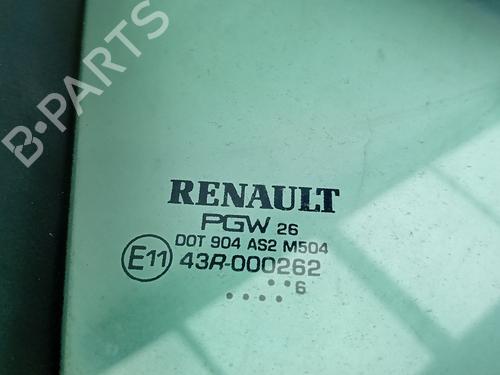 B-PARTS
RENAULT
PGW 26
DOT 904 AS2 M504
E11 43R-000262
6